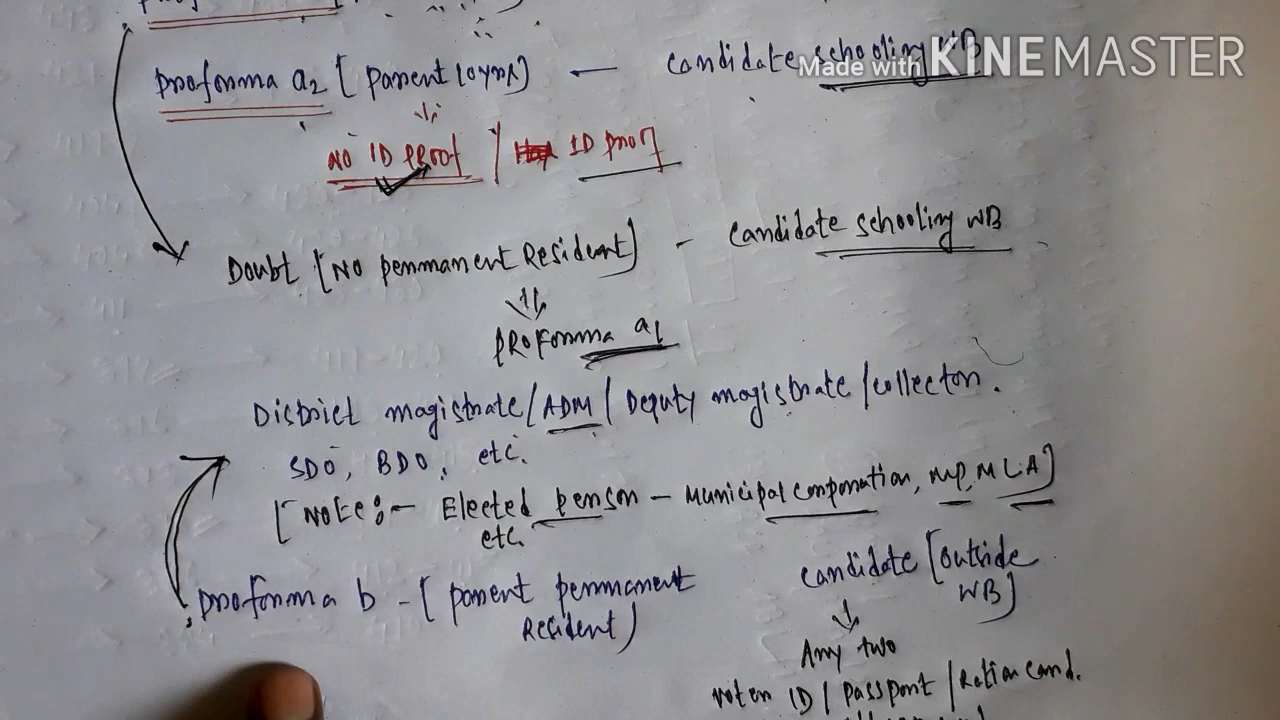 Proforma a2 [Parent 10yrs) — candidate schooling WB
Made with KINEMASTER
NO ID PROOF / ID proof
Doubt [NO permanent Resident] - candidate schooling WB
PROforma a1
District magistrate/ADM/Deputy magistrate/collector.
SDO, BDO, etc.
[Note:- Elected person - Municipal corporation, MP, MLA]
etc.
Proforma b -[parent permanent Resident)
candidate [outside WB]
Any two
voter ID/Passport/Ration card.